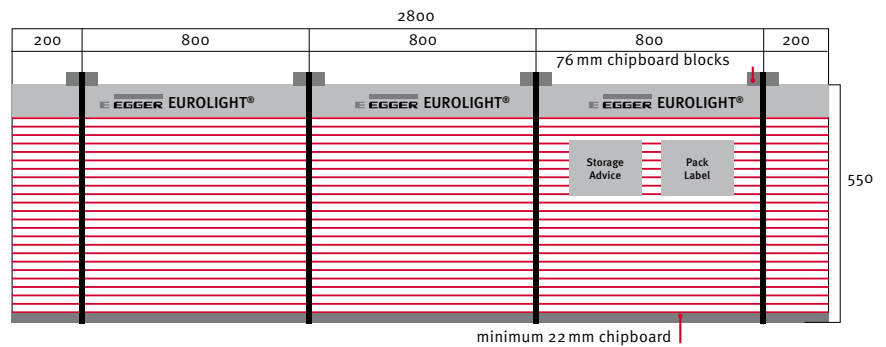 2800
200 800 800 800 200
76 mm chipboard blocks
E EGGER EUROLIGHT® E EGGER EUROLIGHT® E EGGER EUROLIGHT®
Storage Advice
Pack Label
550
minimum 22 mm chipboard